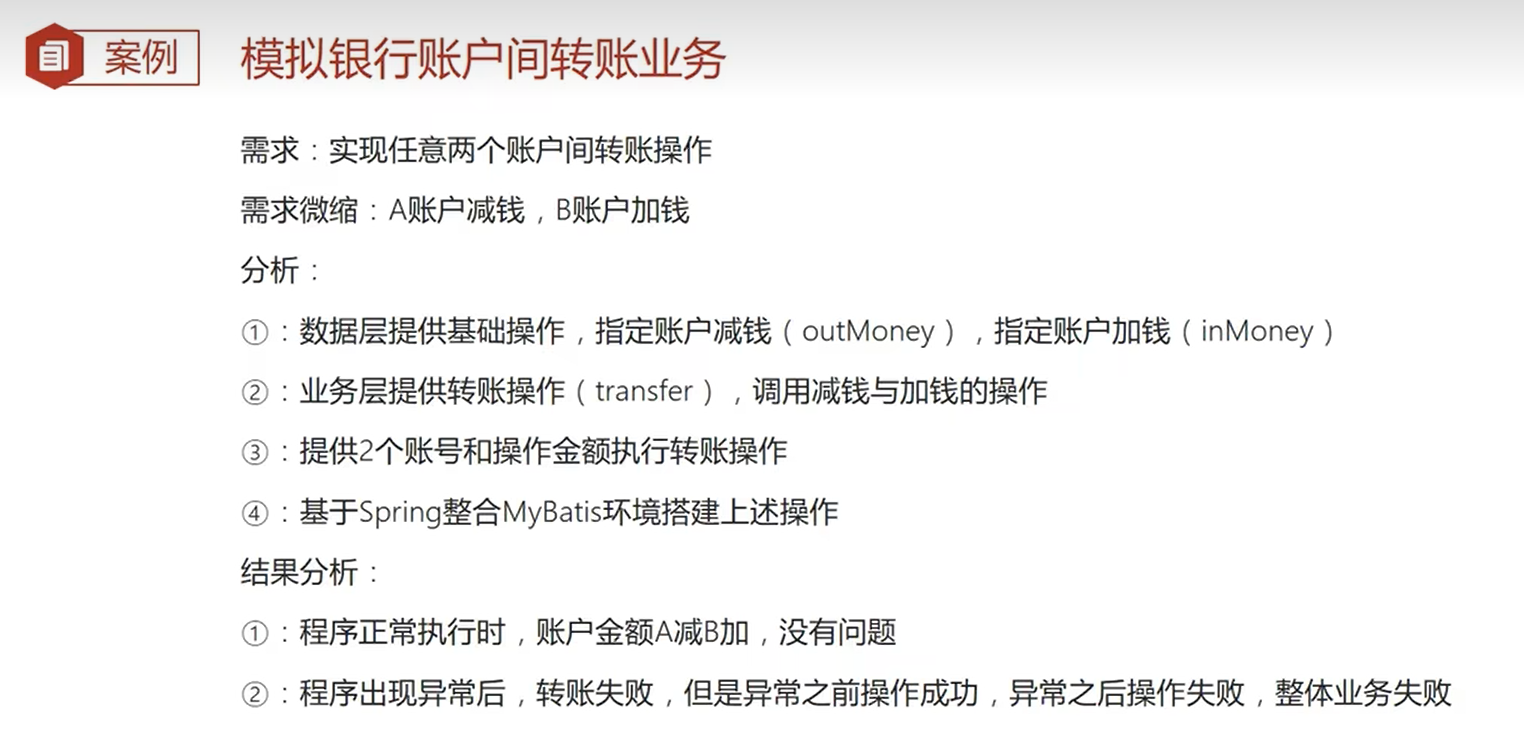 案例
模拟银行账户间转账业务
需求：实现任意两个账户间转账操作
需求微缩：A账户减钱，B账户加钱
分析：
①：数据层提供基础操作，指定账户减钱（outMoney），指定账户加钱（inMoney）
②：业务层提供转账操作（transfer），调用减钱与加钱的操作
③：提供2个账号和操作金额执行转账操作
④：基于Spring整合MyBatis环境搭建上述操作
结果分析：
①：程序正常执行时，账户金额A减B加，没有问题
②：程序出现异常后，转账失败，但是异常之前操作成功，异常之后操作失败，整体业务失败